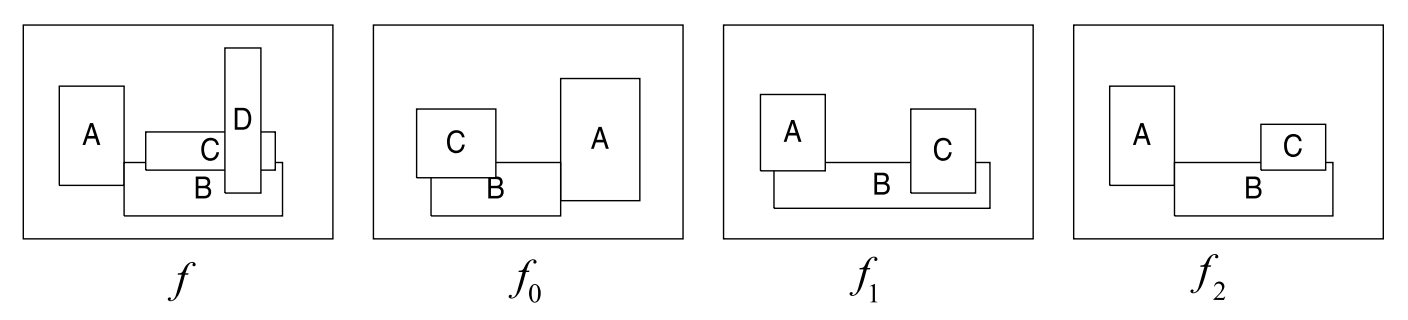 A C D B
C B A
A B C
A B C
f
f₀
f₁
f₂